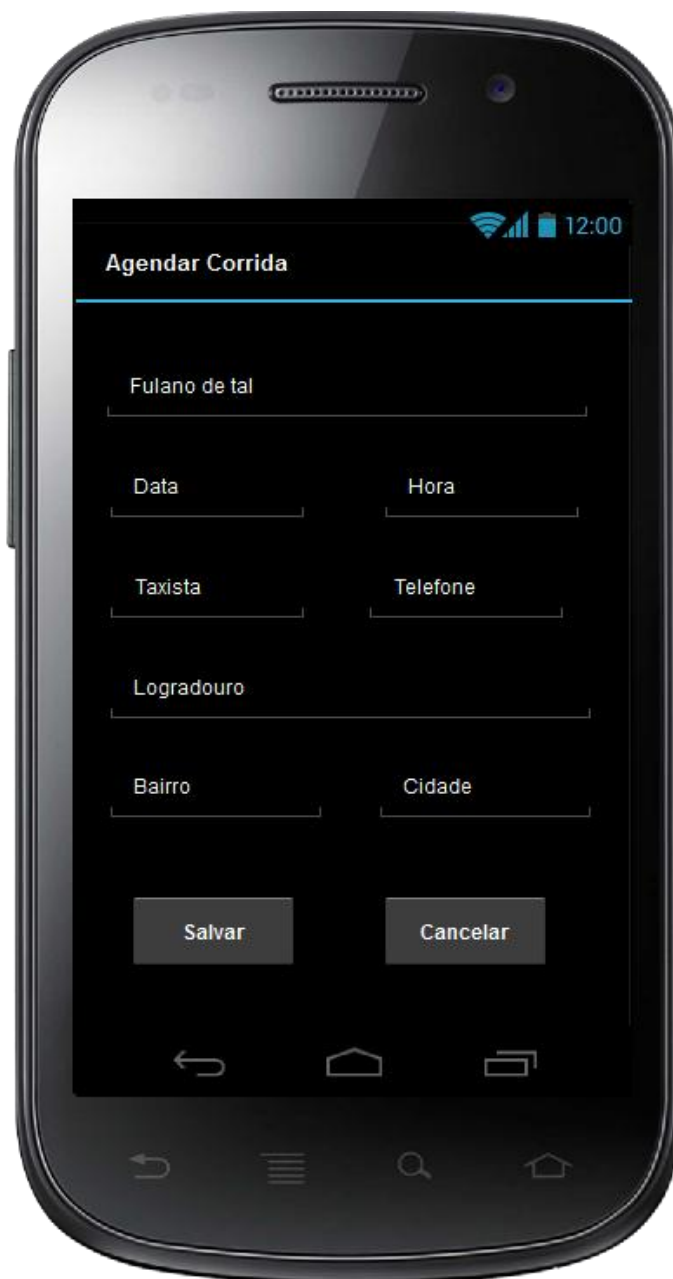 12:00
Agendar Corrida
Fulano de tal
Data Hora
Taxista Telefone
Logradouro
Bairro Cidade
Salvar Cancelar